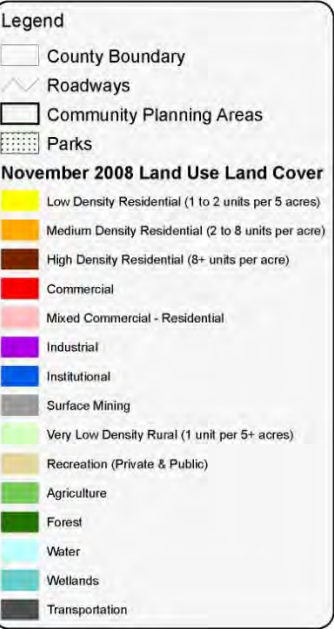 Legend
County Boundary
Roadways
Community Planning Areas
Parks
November 2008 Land Use Land Cover
Low Density Residential (1 to 2 units per 5 acres)
Medium Density Residential (2 to 8 units per acre)
High Density Residential (8+ units per acre)
Commercial
Mixed Commercial - Residential
Industrial
Institutional
Surface Mining
Very Low Density Rural (1 unit per 5+ acres)
Recreation (Private & Public)
Agriculture
Forest
Water
Wetlands
Transportation